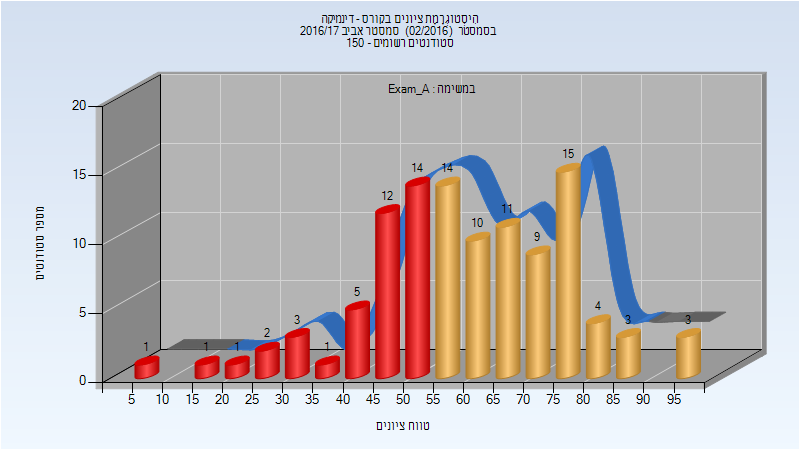 היסטוגרמת ציונים בקורס - דינמיקה
בסמסטר (02/2016) סמסטר אביב 2016/17
סטודנטים רשומים - 150
במשימה : Exam_A
מספר סטודנטים
20
15
10
5
0
1 1 1 2 3 1 5 12 14 14 10 11 9 15 4 3 3
5 10 15 20 25 30 35 40 45 50 55 60 65 70 75 80 85 90 95
טווח ציונים